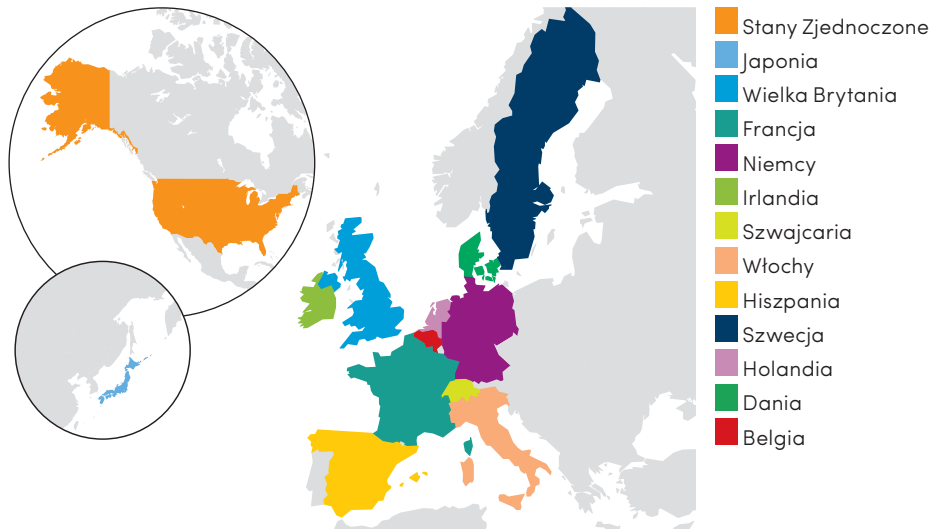 Stany Zjednoczone
Japonia
Wielka Brytania
Francja
Niemcy
Irlandia
Szwajcaria
Włochy
Hiszpania
Szwecja
Holandia
Dania
Belgia